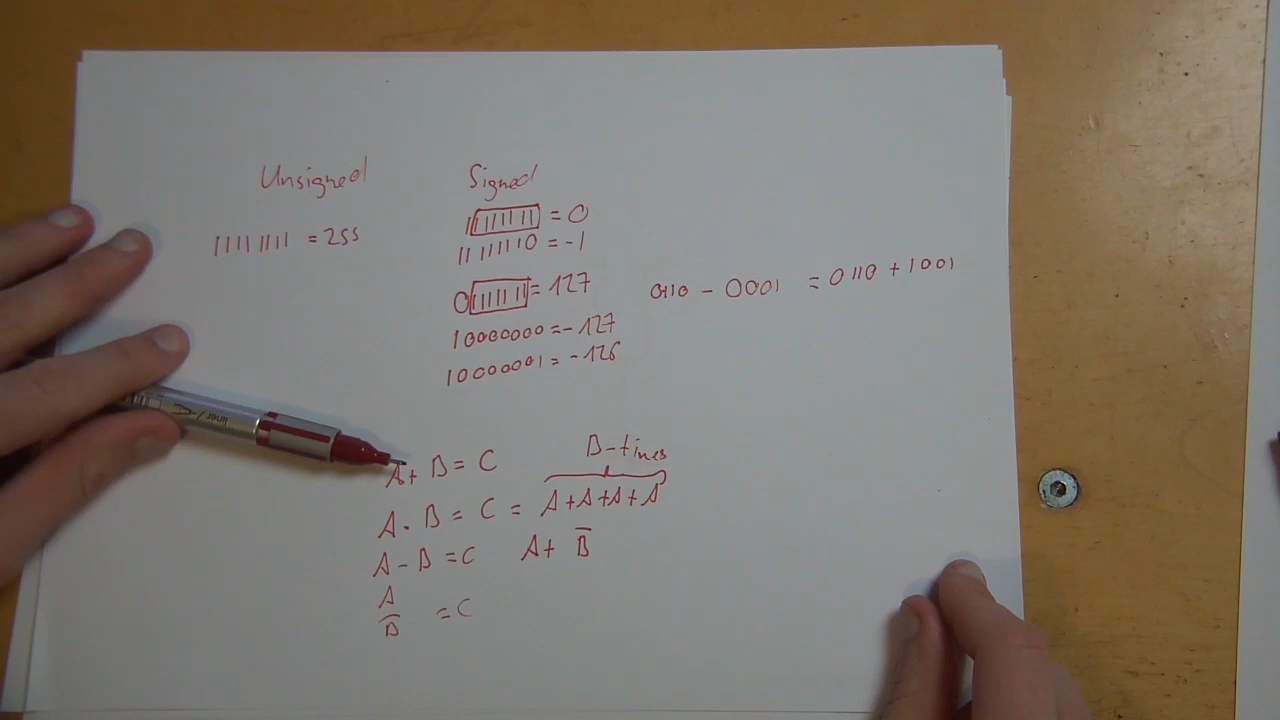 Unsigned
Signed
11111111 = 255
11111111 = 0
11111110 = -1
01111111 = 127
10000000 = -127
10000001 = -126
0110 - 0001 = 0110 + 1001
A + B = C
B-times
A · B = C = A+A+A+A
A - B = C A + B̅
A/B = C
liner